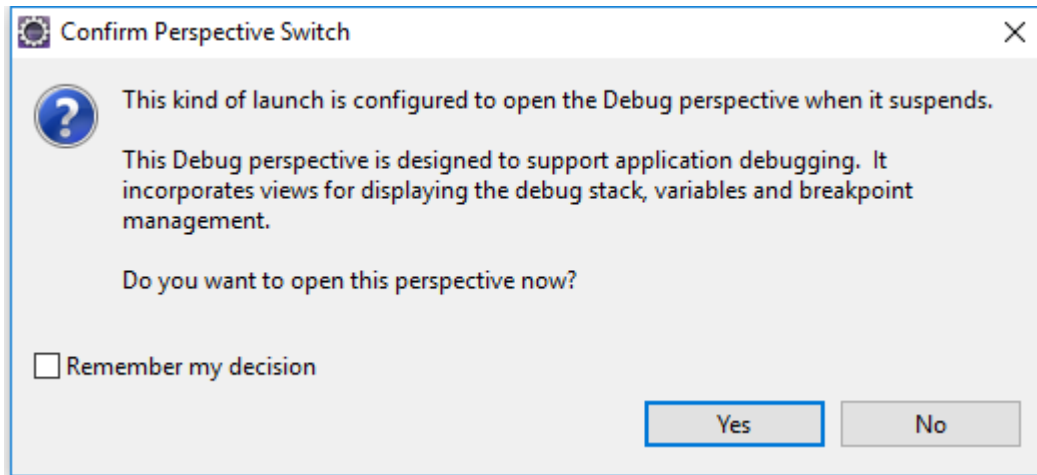 Confirm Perspective Switch
This kind of launch is configured to open the Debug perspective when it suspends.
This Debug perspective is designed to support application debugging.  It
incorporates views for displaying the debug stack, variables and breakpoint
management.
Do you want to open this perspective now?
Remember my decision
Yes
No